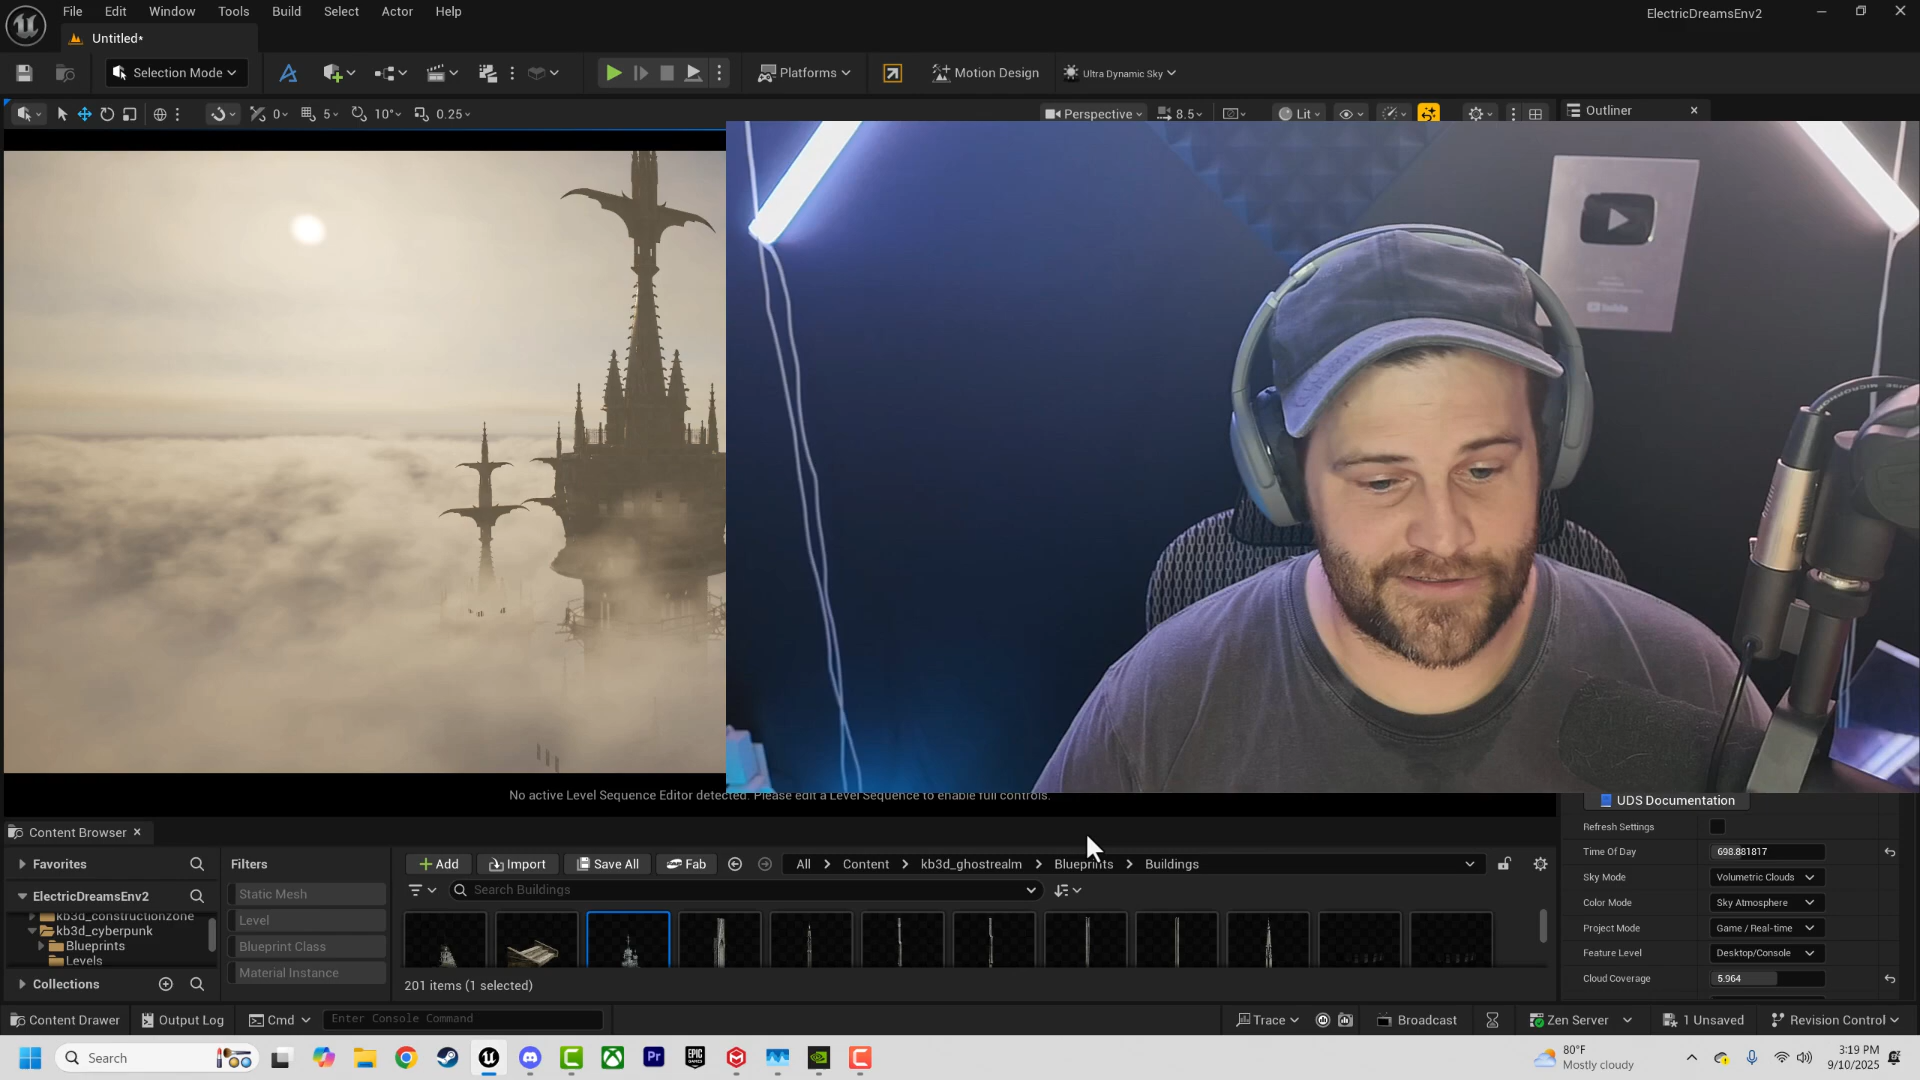 File Edit Window Tools Build Select Actor Help
ElectricDreamsEnv2
Untitled*
Selection Mode
Platforms
Motion Design
Ultra Dynamic Sky
0
5
10°
0.25
Perspective
8.5
Lit
Outliner
YouTube
No active Level Sequence Editor detected. Please edit a Level Sequence to enable full controls.
UDS Documentation
Refresh Settings
Time Of Day 698.881817
Sky Mode Volumetric Clouds
Color Mode Sky Atmosphere
Project Mode Game / Real-time
Feature Level Desktop/Console
Cloud Coverage 5.964
Content Browser
Favorites
ElectricDreamsEnv2
kb3d_constructionzone
kb3d_cyberpunk
Blueprints
Levels
Collections
Filters
Static Mesh
Level
Blueprint Class
Material Instance
Add Import Save All Fab All Content kb3d_ghostrealm Blueprints Buildings
Search Buildings
201 items (1 selected)
Content Drawer Output Log Cmd Enter Console Command Trace Broadcast Zen Server 1 Unsaved Revision Control
Search
Pr
EPIC GAMES
80°F
Mostly cloudy
3:19 PM
9/10/2025